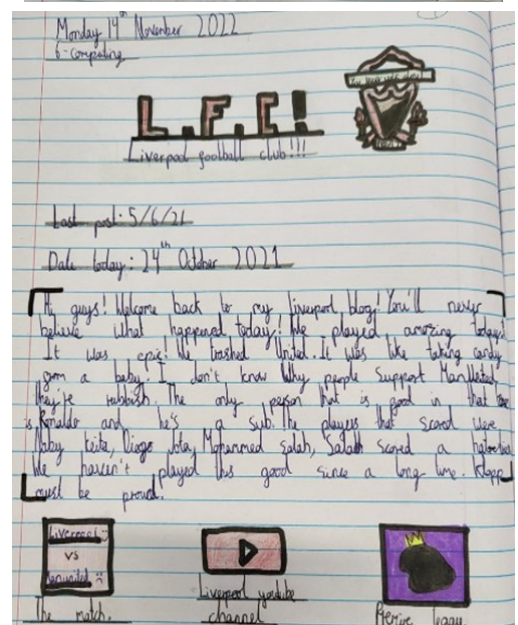 Monday 14th November 2022
6-computing
L.F.C!
Liverpool football club!!!
Last post: 5/6/21
Date today: 24th October 2021
Hi guys! Welcome back to my liverpool blog! You'll never
believe what happened today! We played amazing today!
It was epic! We trashed United. It was like taking candy
from a baby. I don't know why people support ManUnited
they're rubbish. The only person that is good in that
is Ronaldo and he's a sub. The players that scored were
Naby keita, Diogo Jota, Mohammed Salah, Salah scored a
We haven't played this good since a long time. Klopp
must be proud.
Liverpool
VS
The match.
Liverpool youtube
channel